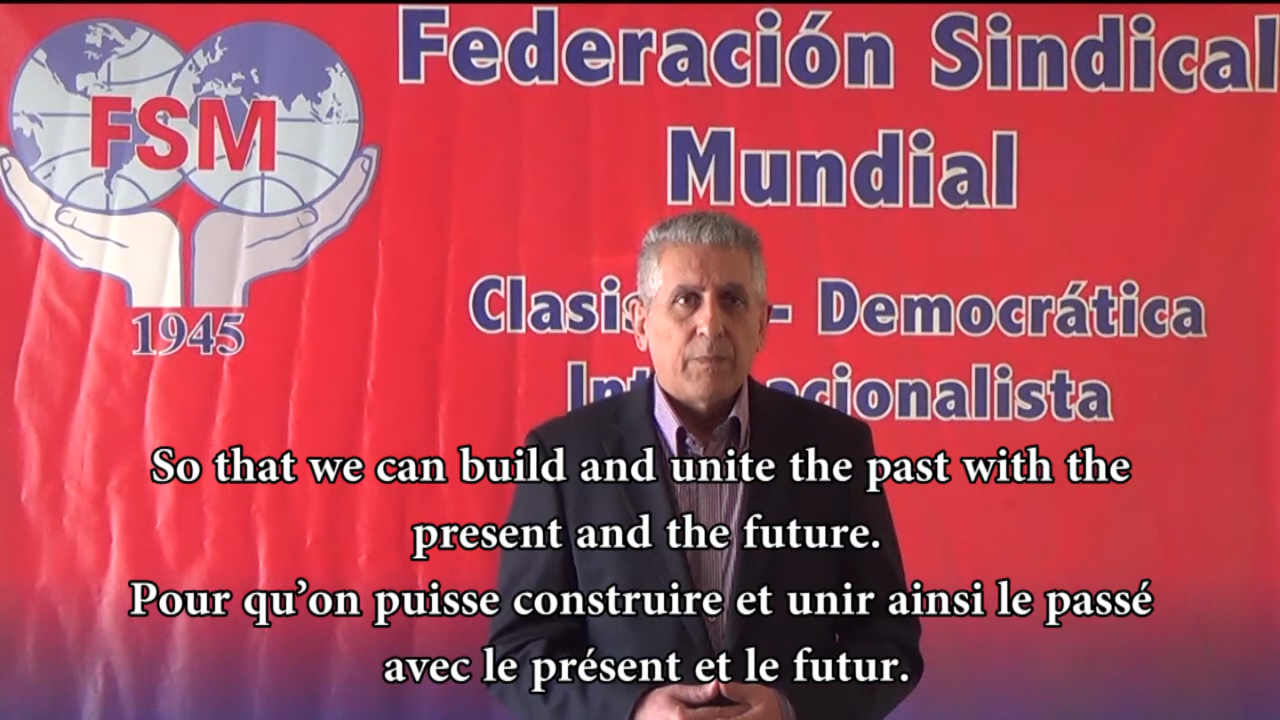 Federación Sindical
Mundial
FSM
1945
Democrática
So that we can build and unite the past with the
present and the future.
Pour qu'on puisse construire et unir ainsi le passé
avec le présent et le futur.